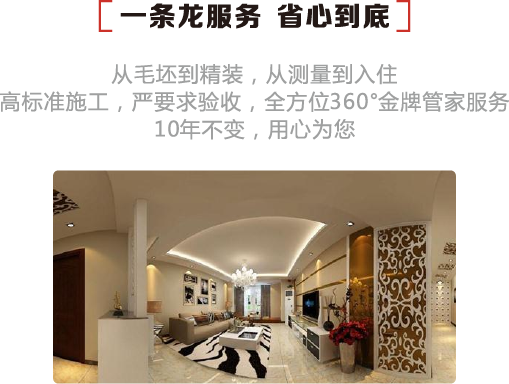 [ 一条龙服务 省心到底 ]
从毛坯到精装，从测量到入住
高标准施工，严要求验收，全方位360°金牌管家服务
10年不变，用心为您